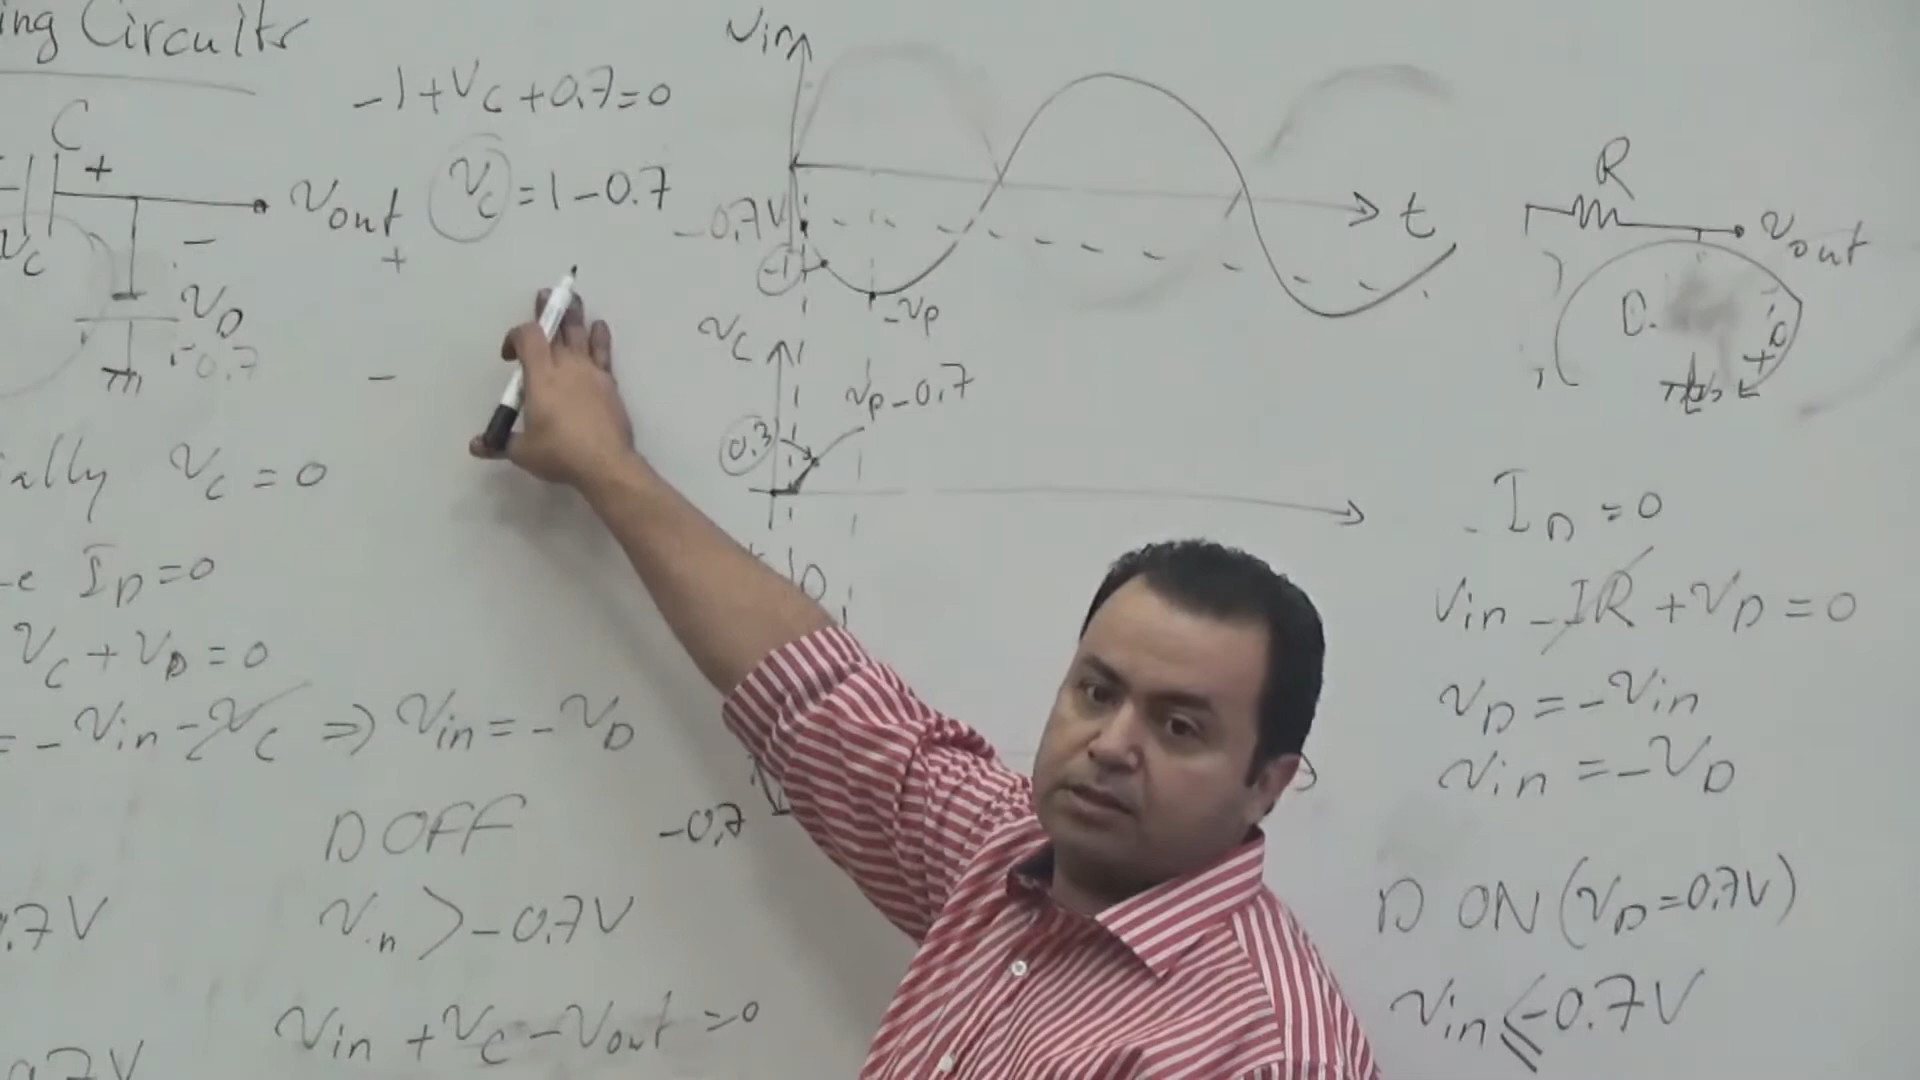 ing Circuits
-1+VC+0.7=0
VC=1-0.7
C
+
Vout
+
-
VC
-
VD
-0.7
Vin
t
-0.7V
-1
-VP
VC
VP-0.7
0.3
R
Vout
D
+
ially VC=0
ID=0
VC+VD=0
=-Vin-VC ⇒ Vin=-VD
D OFF
-0.7
.7V
Vin>-0.7V
Vin+VC-Vout=0
0.7V
ID=0
Vin-IR+VD=0
VD=-Vin
Vin=-VD
D ON (VD=0.7V)
Vin≤-0.7V